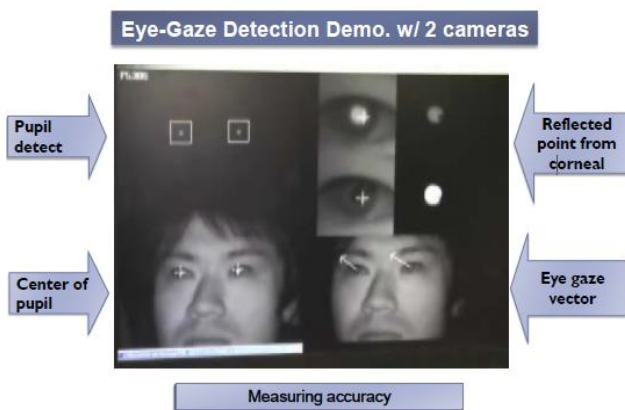 Eye-Gaze Detection Demo. w/ 2 cameras
Pupil
detect
Reflected
point from
corneal
Center of
pupil
Eye gaze
vector
Measuring accuracy